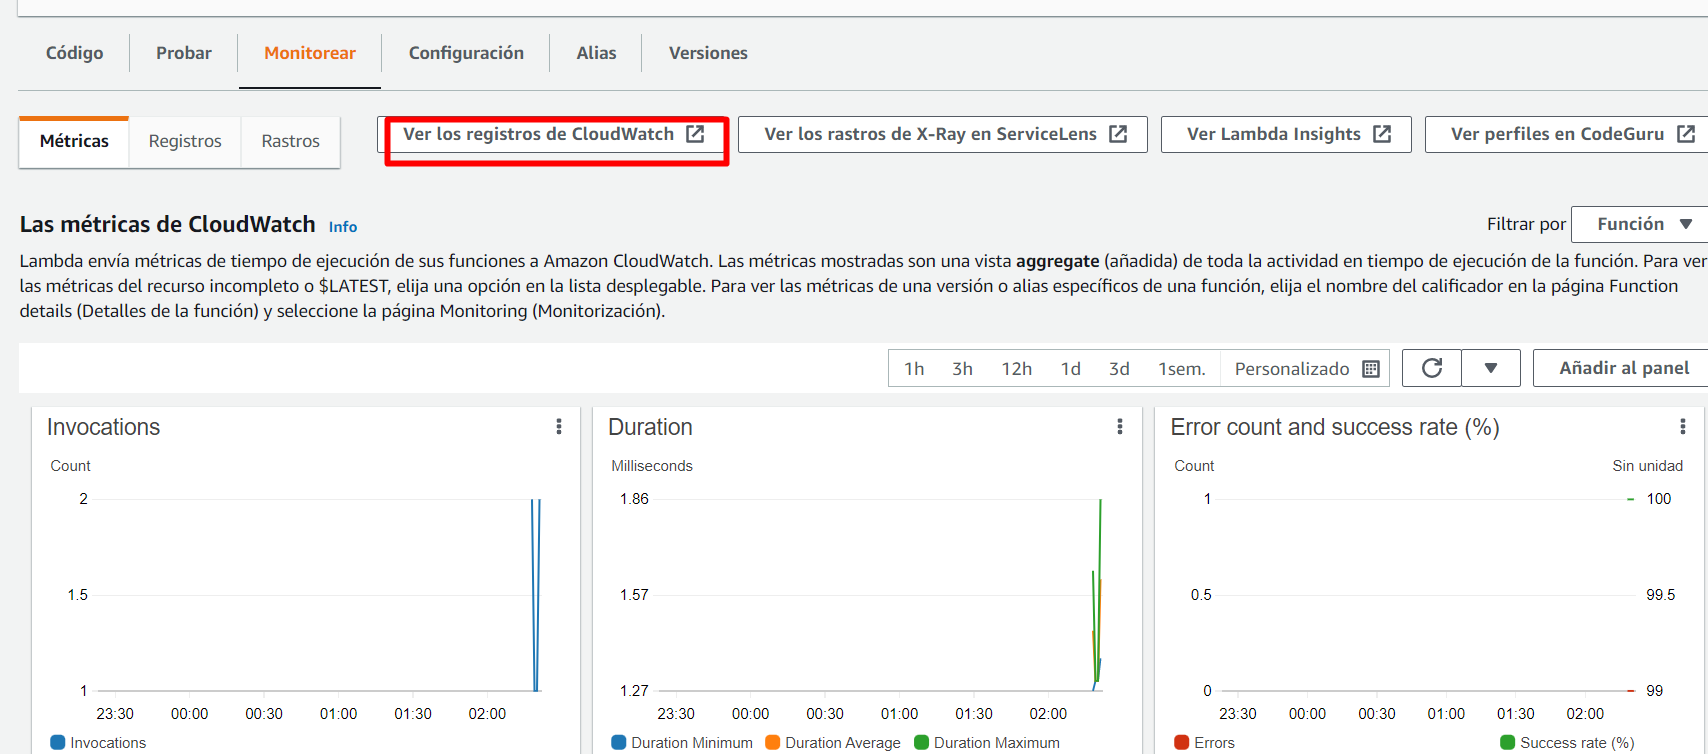 Código
Probar
Monitorear
Configuración
Alias
Versiones
Métricas
Registros
Rastros
Ver los registros de CloudWatch
Ver los rastros de X-Ray en ServiceLens
Ver Lambda Insights
Ver perfiles en CodeGuru
Las métricas de CloudWatch Info
Filtrar por Función
Lambda envía métricas de tiempo de ejecución de sus funciones a Amazon CloudWatch. Las métricas mostradas son una vista aggregate (añadida) de toda la actividad en tiempo de ejecución de la función. Para ver
las métricas del recurso incompleto o $LATEST, elija una opción en la lista desplegable. Para ver las métricas de una versión o alias específicos de una función, elija el nombre del calificador en la página Function
details (Detalles de la función) y seleccione la página Monitoring (Monitorización).
1h 3h 12h 1d 3d 1sem. Personalizado
Añadir al panel
Invocations
Count
2
1.5
1
23:30 00:00 00:30 01:00 01:30 02:00
Invocations
Duration
Milliseconds
1.86
1.57
1.27
23:30 00:00 00:30 01:00 01:30 02:00
Duration Minimum Duration Average Duration Maximum
Error count and success rate (%)
Count Sin unidad
1 100
0.5 99.5
0 99
23:30 00:00 00:30 01:00 01:30 02:00
Errors Success rate (%)